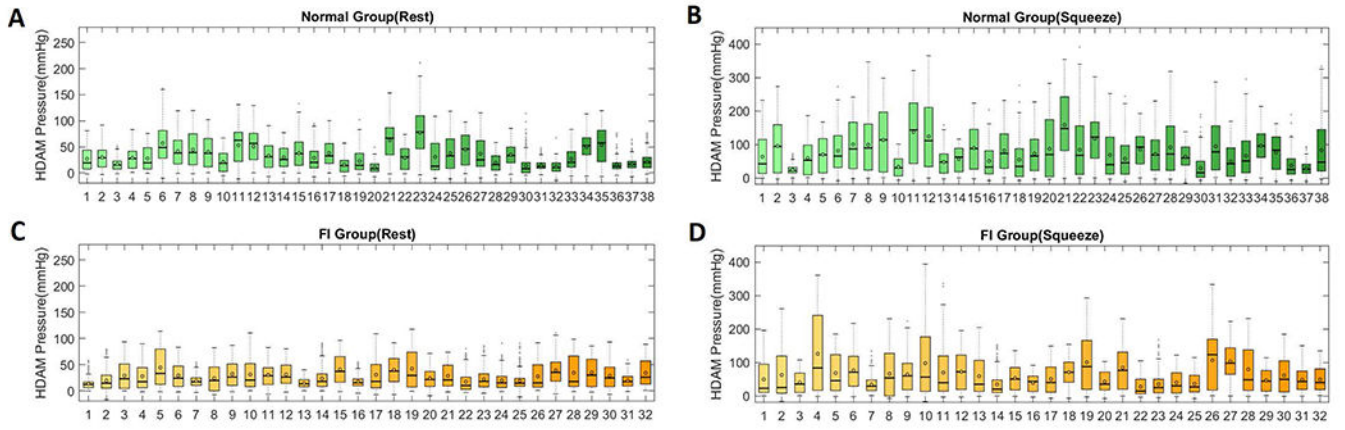 A
Normal Group(Rest)
HDAM Pressure(mmHg)
250
200
150
100
50
0
1 2 3 4 5 6 7 8 9 10 11 12 13 14 15 16 17 18 19 20 21 22 23 24 25 26 27 28 29 30 31 32 33 34 35 36 37 38
B
Normal Group(Squeeze)
HDAM Pressure(mmHg)
400
300
200
100
0
1 2 3 4 5 6 7 8 9 10 11 12 13 14 15 16 17 18 19 20 21 22 23 24 25 26 27 28 29 30 31 32 33 34 35 36 37 38
C
FI Group(Rest)
HDAM Pressure(mmHg)
250
200
150
100
50
0
1 2 3 4 5 6 7 8 9 10 11 12 13 14 15 16 17 18 19 20 21 22 23 24 25 26 27 28 29 30 31 32
D
FI Group(Squeeze)
HDAM Pressure(mmHg)
400
300
200
100
0
1 2 3 4 5 6 7 8 9 10 11 12 13 14 15 16 17 18 19 20 21 22 23 24 25 26 27 28 29 30 31 32